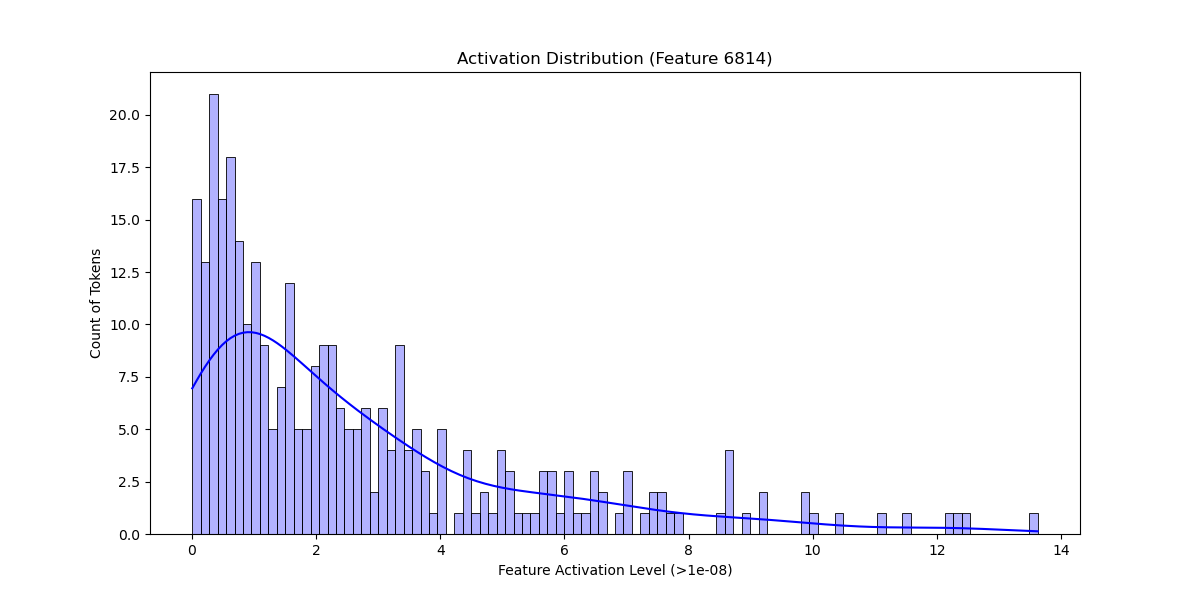 Activation Distribution (Feature 6814)
Count of Tokens
20.0
17.5
15.0
12.5
10.0
7.5
5.0
2.5
0.0
0 2 4 6 8 10 12 14
Feature Activation Level (>1e-08)